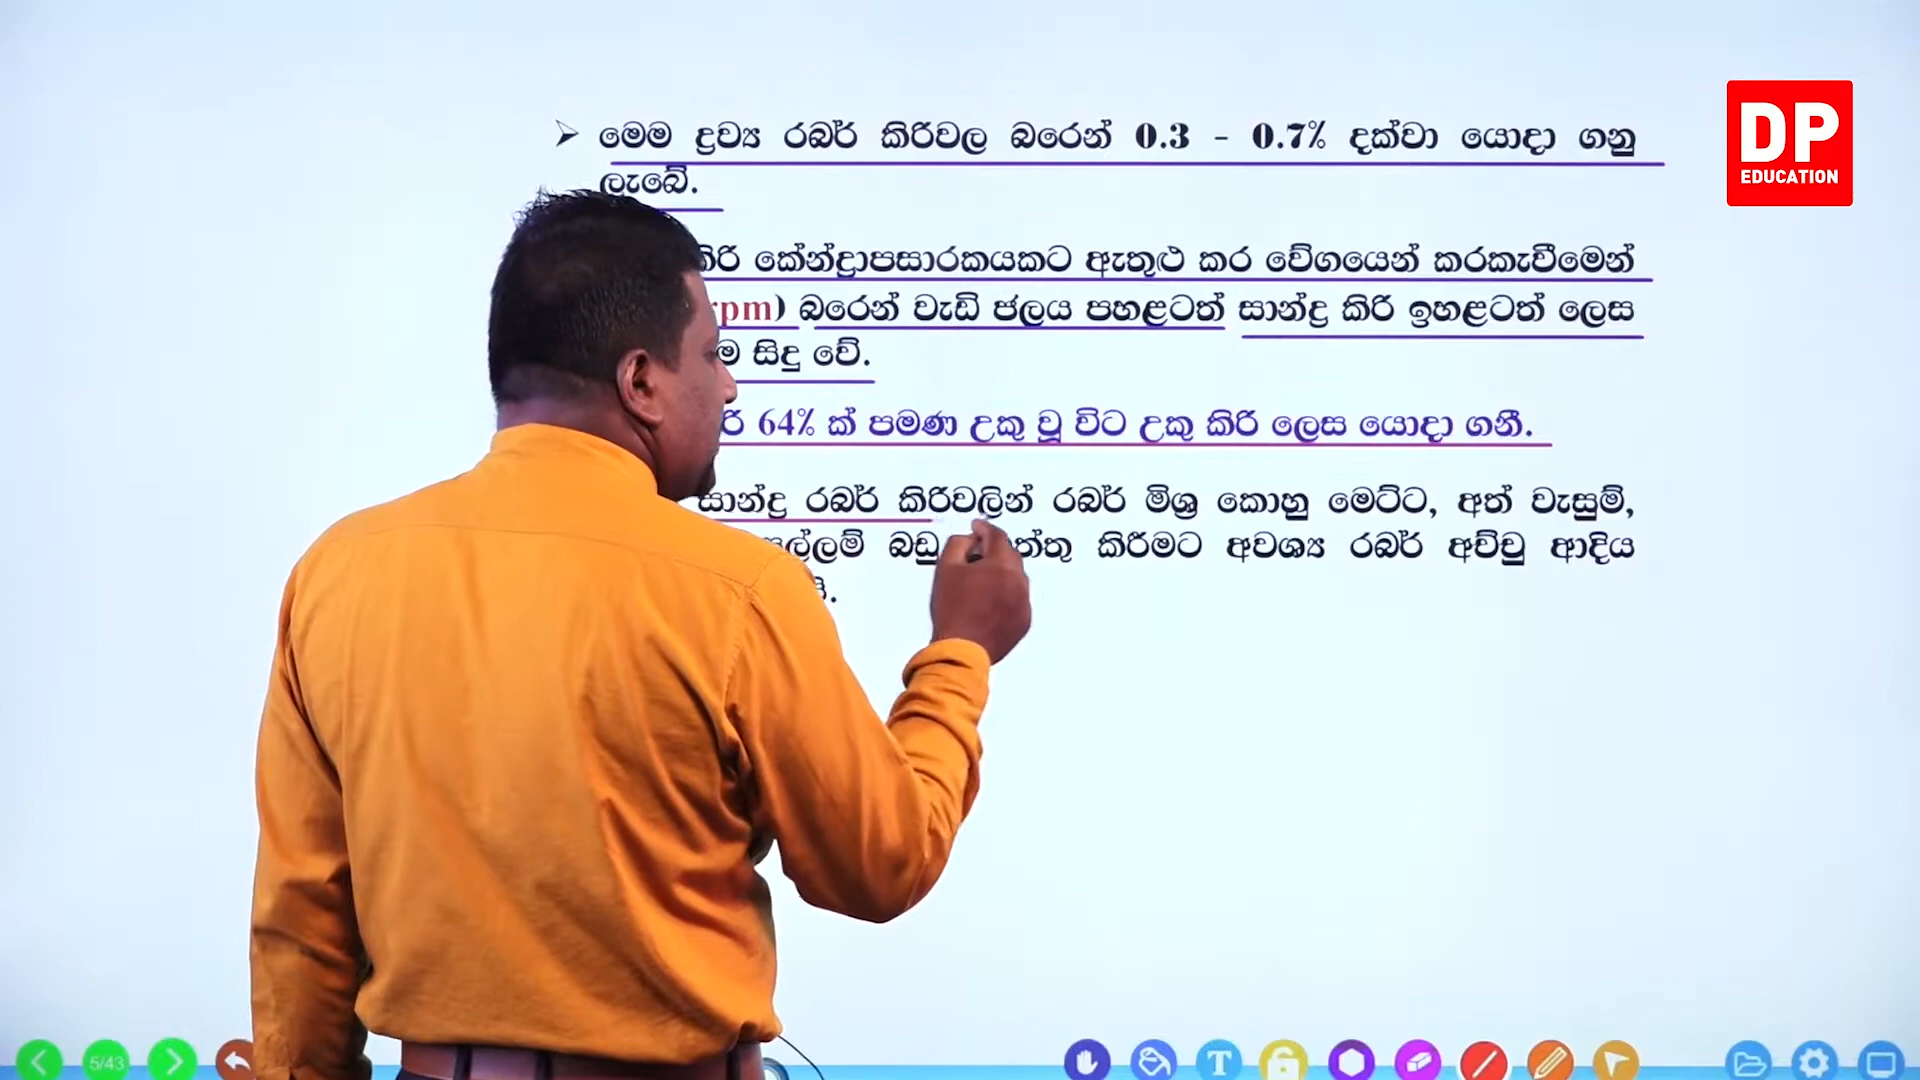 ➤ මෙම ද්‍රව්‍ය රබර් කිරිවල බරෙන් 0.3 - 0.7% දක්වා යොදා ගනු
ලැබේ.
කේන්ද්‍රාපසාරකයකට ඇතුළු කර වේගයෙන් කරකැවීමෙන්
rpm) බරෙන් වැඩි ජලය පහළටත් සාන්ද්‍ර කිරි ඉහළටත් ලෙස
සිදු වේ.
64% ක් පමණ උකු වූ විට උකු කිරි ලෙස යොදා ගනී.
සාන්ද්‍ර රබර් කිරිවලින් රබර් මිශ්‍ර කොහු මෙට්ට, අත් වැසුම්,
බඩු කිරීමට අවශ්‍ය රබර් අච්චු ආදිය
DP
EDUCATION
5/43
T